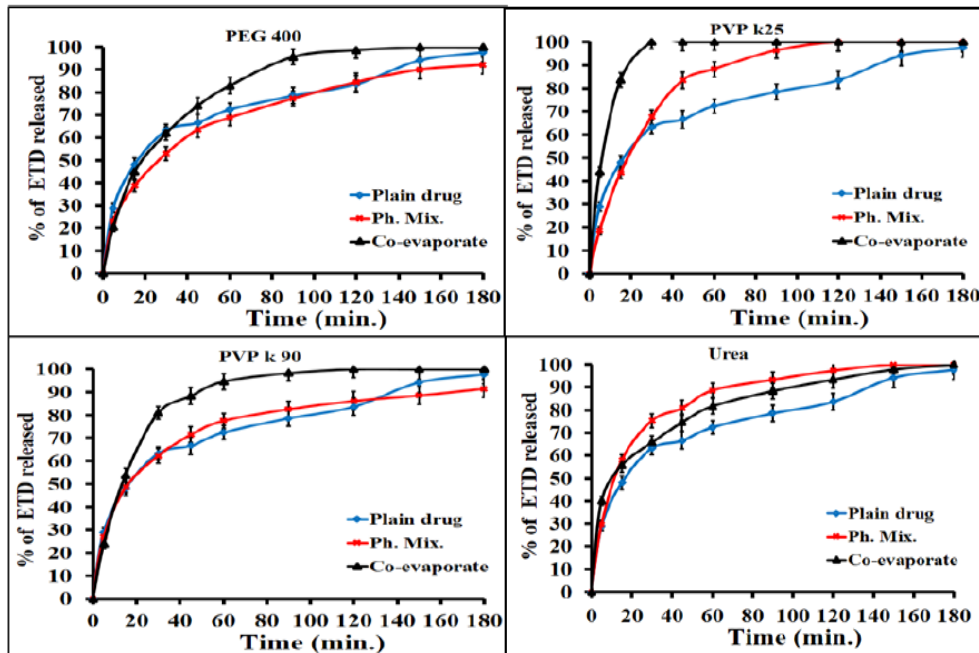 PEG 400
100
90
80
70
60
50
40
30
20
10
0
% of ETD released
Plain drug
Ph. Mix.
Co-evaporate
0 20 40 60 80 100 120 140 160 180
Time (min.)
PVP k25
100
90
80
70
60
50
40
30
20
10
0
% of ETD released
Plain drug
Ph. Mix.
Co-evaporate
0 20 40 60 80 100 120 140 160 180
Time (min.)
PVP k 90
100
90
80
70
60
50
40
30
20
10
0
% of ETD released
Plain drug
Ph. Mix.
Co-evaporate
0 20 40 60 80 100 120 140 160 180
Time (min.)
Urea
100
90
80
70
60
50
40
30
20
10
0
% of ETD released
Plain drug
Ph. Mix.
Co-evaporate
0 20 40 60 80 100 120 140 160 180
Time (min.)